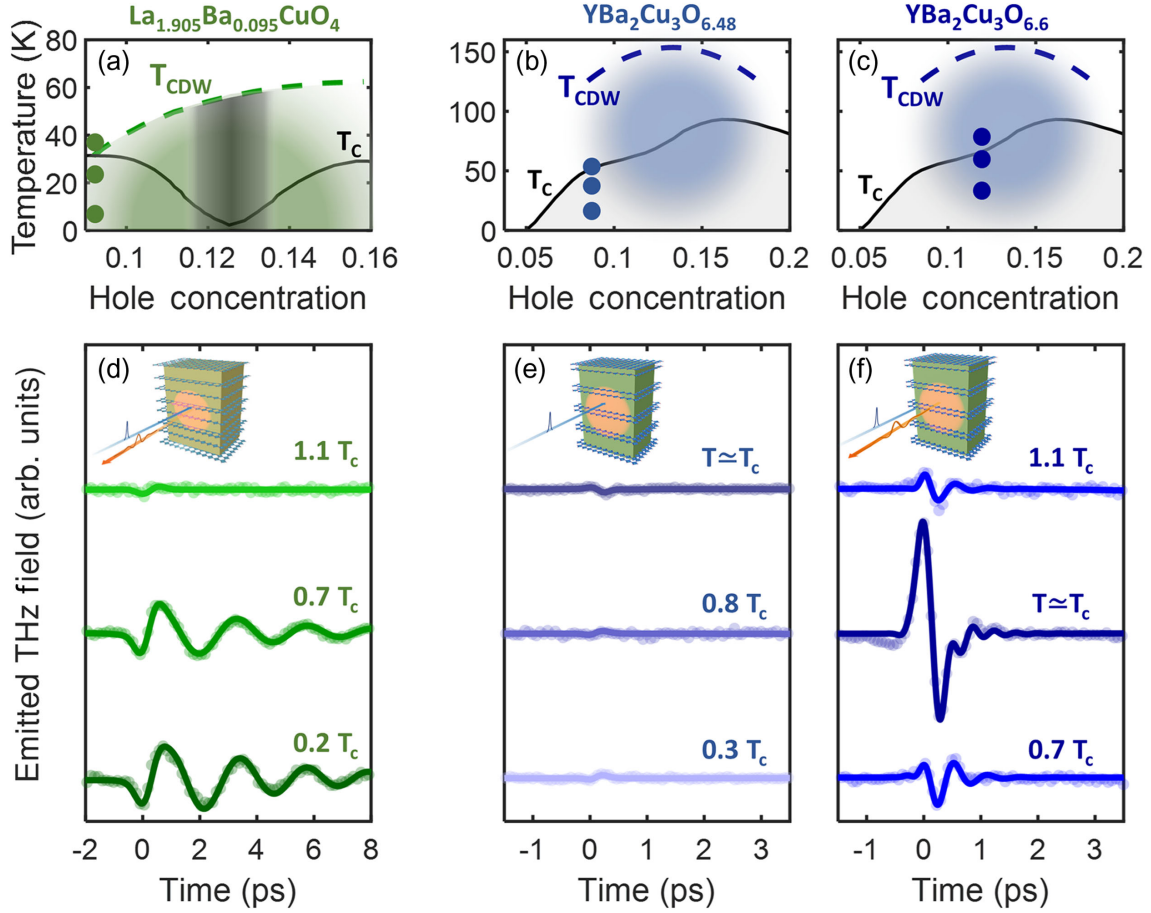 La1.905Ba0.095CuO4
YBa2Cu3O6.48
YBa2Cu3O6.6
Temperature (K)
80
60
40
20
0
(a)
TCDW
Tc
0.1
0.12
0.14
0.16
Hole concentration
150
100
50
0
(b)
TCDW
Tc
0.05
0.1
0.15
0.2
Hole concentration
(c)
TCDW
Tc
0.05
0.1
0.15
0.2
Hole concentration
Emitted THz field (arb. units)
(d)
1.1 Tc
0.7 Tc
0.2 Tc
-2
0
2
4
6
8
Time (ps)
(e)
T≃Tc
0.8 Tc
0.3 Tc
-1
0
1
2
3
Time (ps)
(f)
1.1 Tc
T≃Tc
0.7 Tc
-1
0
1
2
3
Time (ps)